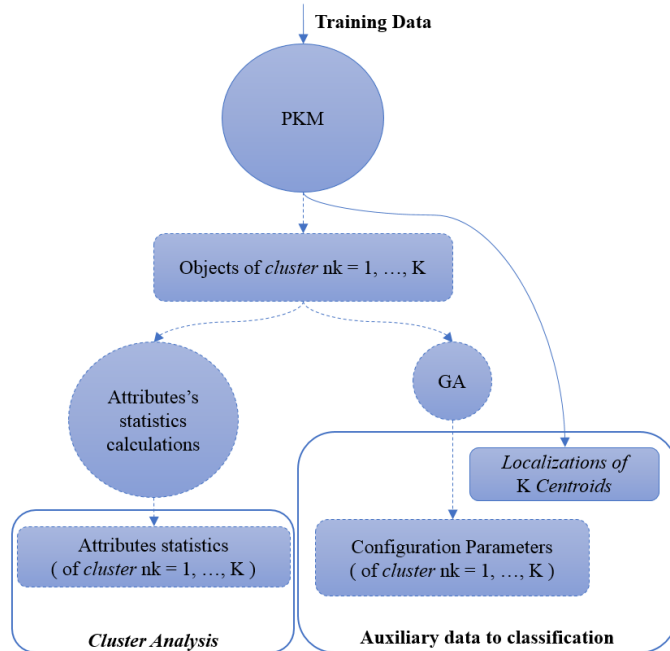 Training Data
PKM
Objects of cluster nk = 1, …, K
Attributes's
statistics
calculations
GA
Localizations of
K Centroids
Attributes statistics
( of cluster nk = 1, …, K )
Configuration Parameters
( of cluster nk = 1, …, K )
Cluster Analysis
Auxiliary data to classification